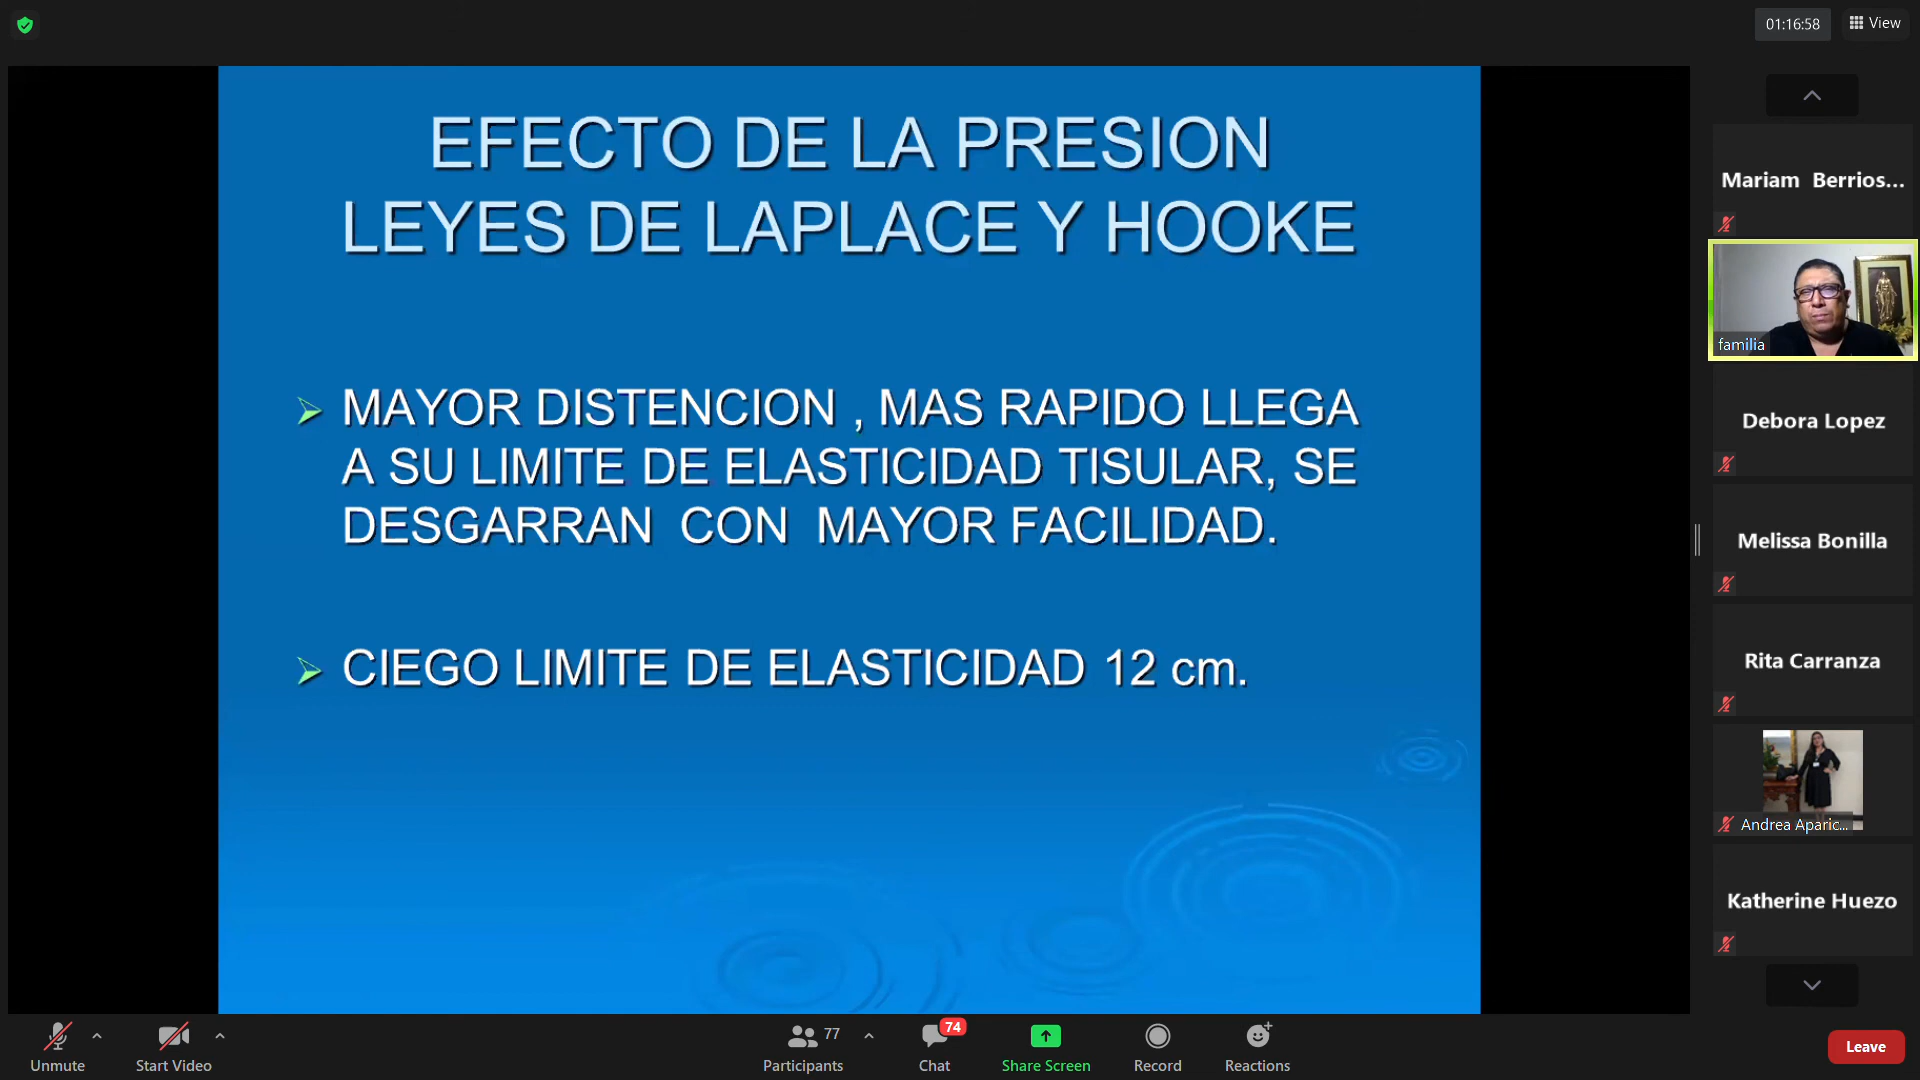 01:16:58
View
EFECTO DE LA PRESION
LEYES DE LAPLACE Y HOOKE
MAYOR DISTENCION , MAS RAPIDO LLEGA
A SU LIMITE DE ELASTICIDAD TISULAR, SE
DESGARRAN CON MAYOR FACILIDAD.
CIEGO LIMITE DE ELASTICIDAD 12 cm.
Mariam Berrios...
familia
Debora Lopez
Melissa Bonilla
Rita Carranza
Andrea Aparic...
Katherine Huezo
Unmute
Start Video
77
Participants
74
Chat
Share Screen
Record
Reactions
Leave